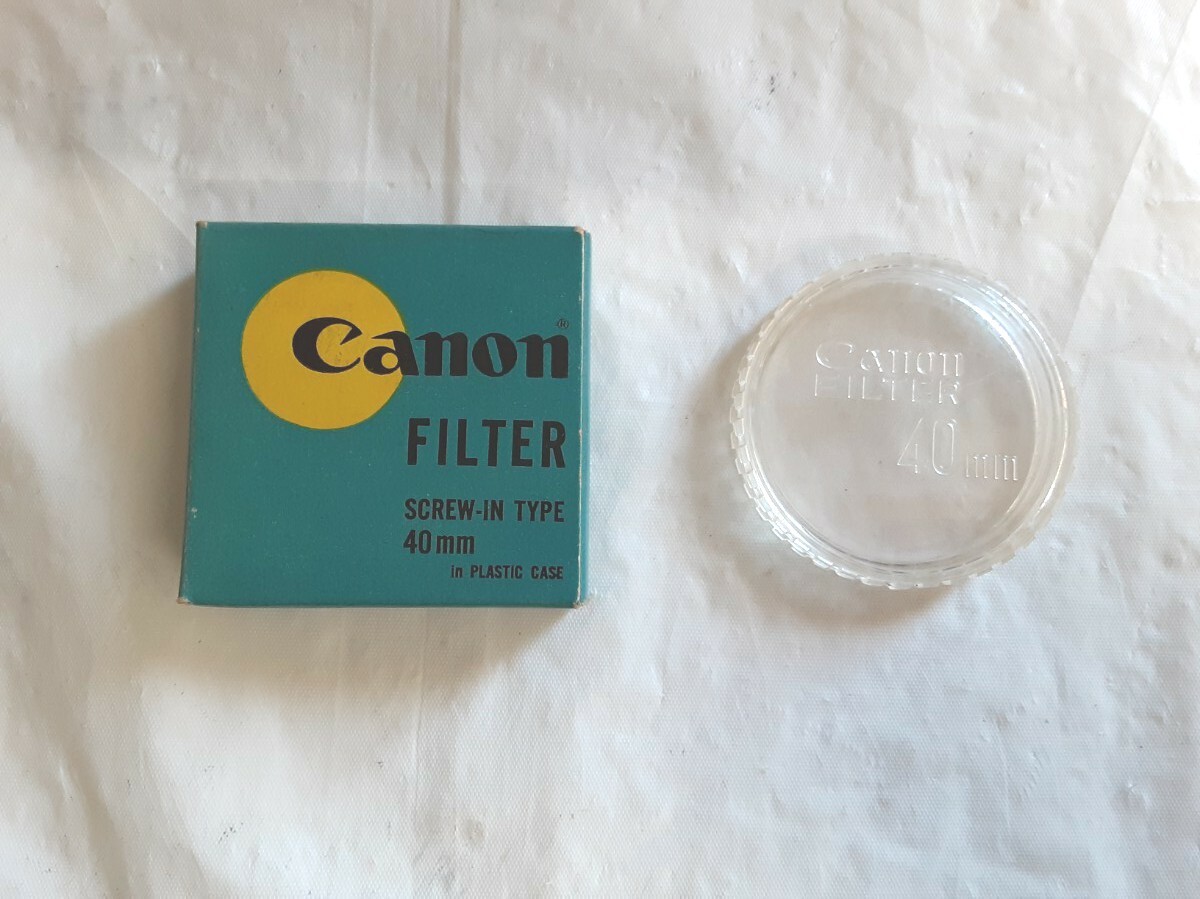 Canon®
FILTER
SCREW-IN TYPE
40mm
in PLASTIC CASE
Canon
FILTER
40mm